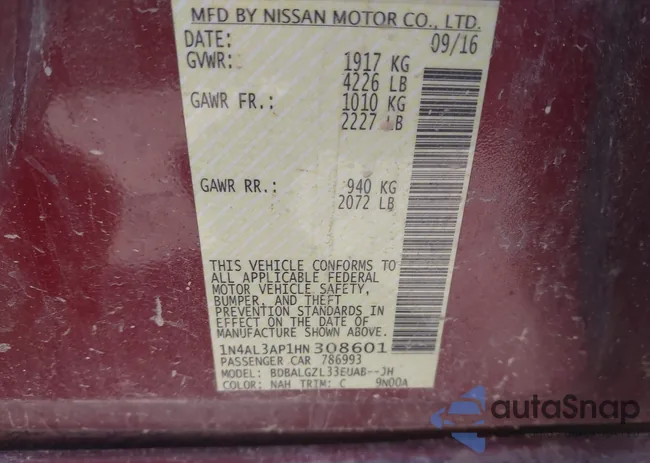 MFD BY NISSAN MOTOR CO., LTD.
DATE: 09/16
GVWR: 1917 KG
4226 LB
GAWR FR.: 1010 KG
2227 LB
GAWR RR.: 940 KG
2072 LB
THIS VEHICLE CONFORMS TO
ALL APPLICABLE FEDERAL
MOTOR VEHICLE SAFETY,
BUMPER, AND THEFT
PREVENTION STANDARDS IN
EFFECT ON THE DATE OF
MANUFACTURE SHOWN ABOVE.
1N4AL3AP1HN308601
PASSENGER CAR 786993
MODEL: BDBALGZL33EUAB--JH
COLOR: NAH TRIM: C 9N00A
autaSnap